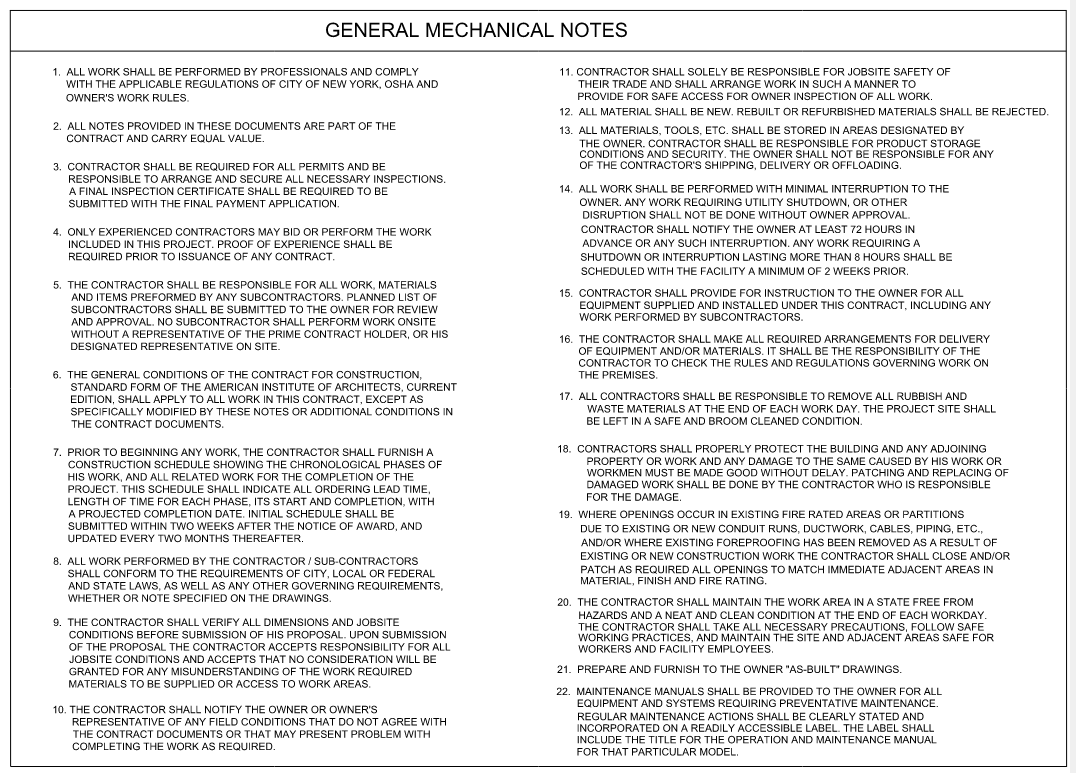 GENERAL MECHANICAL NOTES
1. ALL WORK SHALL BE PERFORMED BY PROFESSIONALS AND COMPLY
WITH THE APPLICABLE REGULATIONS OF CITY OF NEW YORK, OSHA AND
OWNER'S WORK RULES.
2. ALL NOTES PROVIDED IN THESE DOCUMENTS ARE PART OF THE
CONTRACT AND CARRY EQUAL VALUE.
3. CONTRACTOR SHALL BE REQUIRED FOR ALL PERMITS AND BE
RESPONSIBLE TO ARRANGE AND SECURE ALL NECESSARY INSPECTIONS.
A FINAL INSPECTION CERTIFICATE SHALL BE REQUIRED TO BE
SUBMITTED WITH THE FINAL PAYMENT APPLICATION.
4. ONLY EXPERIENCED CONTRACTORS MAY BID OR PERFORM THE WORK
INCLUDED IN THIS PROJECT. PROOF OF EXPERIENCE SHALL BE
REQUIRED PRIOR TO ISSUANCE OF ANY CONTRACT.
5. THE CONTRACTOR SHALL BE RESPONSIBLE FOR ALL WORK, MATERIALS
AND ITEMS PREFORMED BY ANY SUBCONTRACTORS. PLANNED LIST OF
SUBCONTRACTORS SHALL BE SUBMITTED TO THE OWNER FOR REVIEW
AND APPROVAL. NO SUBCONTRACTOR SHALL PERFORM WORK ONSITE
WITHOUT A REPRESENTATIVE OF THE PRIME CONTRACT HOLDER, OR HIS
DESIGNATED REPRESENTATIVE ON SITE.
6. THE GENERAL CONDITIONS OF THE CONTRACT FOR CONSTRUCTION,
STANDARD FORM OF THE AMERICAN INSTITUTE OF ARCHITECTS, CURRENT
EDITION, SHALL APPLY TO ALL WORK IN THIS CONTRACT, EXCEPT AS
SPECIFICALLY MODIFIED BY THESE NOTES OR ADDITIONAL CONDITIONS IN
THE CONTRACT DOCUMENTS.
7. PRIOR TO BEGINNING ANY WORK, THE CONTRACTOR SHALL FURNISH A
CONSTRUCTION SCHEDULE SHOWING THE CHRONOLOGICAL PHASES OF
HIS WORK, AND ALL RELATED WORK FOR THE COMPLETION OF THE
PROJECT. THIS SCHEDULE SHALL INDICATE ALL ORDERING LEAD TIME,
LENGTH OF TIME FOR EACH PHASE, ITS START AND COMPLETION, WITH
A PROJECTED COMPLETION DATE. INITIAL SCHEDULE SHALL BE
SUBMITTED WITHIN TWO WEEKS AFTER THE NOTICE OF AWARD, AND
UPDATED EVERY TWO MONTHS THEREAFTER.
8. ALL WORK PERFORMED BY THE CONTRACTOR / SUB-CONTRACTORS
SHALL CONFORM TO THE REQUIREMENTS OF CITY, LOCAL OR FEDERAL
AND STATE LAWS, AS WELL AS ANY OTHER GOVERNING REQUIREMENTS,
WHETHER OR NOTE SPECIFIED ON THE DRAWINGS.
9. THE CONTRACTOR SHALL VERIFY ALL DIMENSIONS AND JOBSITE
CONDITIONS BEFORE SUBMISSION OF HIS PROPOSAL. UPON SUBMISSION
OF THE PROPOSAL THE CONTRACTOR ACCEPTS RESPONSIBILITY FOR ALL
JOBSITE CONDITIONS AND ACCEPTS THAT NO CONSIDERATION WILL BE
GRANTED FOR ANY MISUNDERSTANDING OF THE WORK REQUIRED
MATERIALS TO BE SUPPLIED OR ACCESS TO WORK AREAS.
10. THE CONTRACTOR SHALL NOTIFY THE OWNER OR OWNER'S
REPRESENTATIVE OF ANY FIELD CONDITIONS THAT DO NOT AGREE WITH
THE CONTRACT DOCUMENTS OR THAT MAY PRESENT PROBLEM WITH
COMPLETING THE WORK AS REQUIRED.
11. CONTRACTOR SHALL SOLELY BE RESPONSIBLE FOR JOBSITE SAFETY OF
THEIR TRADE AND SHALL ARRANGE WORK IN SUCH A MANNER TO
PROVIDE FOR SAFE ACCESS FOR OWNER INSPECTION OF ALL WORK.
12. ALL MATERIAL SHALL BE NEW. REBUILT OR REFURBISHED MATERIALS SHALL BE REJECTED.
13. ALL MATERIALS, TOOLS, ETC. SHALL BE STORED IN AREAS DESIGNATED BY
THE OWNER. CONTRACTOR SHALL BE RESPONSIBLE FOR PRODUCT STORAGE
CONDITIONS AND SECURITY. THE OWNER SHALL NOT BE RESPONSIBLE FOR ANY
OF THE CONTRACTOR'S SHIPPING, DELIVERY OR OFFLOADING.
14. ALL WORK SHALL BE PERFORMED WITH MINIMAL INTERRUPTION TO THE
OWNER. ANY WORK REQUIRING UTILITY SHUTDOWN, OR OTHER
DISRUPTION SHALL NOT BE DONE WITHOUT OWNER APPROVAL.
CONTRACTOR SHALL NOTIFY THE OWNER AT LEAST 72 HOURS IN
ADVANCE OR ANY SUCH INTERRUPTION. ANY WORK REQUIRING A
SHUTDOWN OR INTERRUPTION LASTING MORE THAN 8 HOURS SHALL BE
SCHEDULED WITH THE FACILITY A MINIMUM OF 2 WEEKS PRIOR.
15. CONTRACTOR SHALL PROVIDE FOR INSTRUCTION TO THE OWNER FOR ALL
EQUIPMENT SUPPLIED AND INSTALLED UNDER THIS CONTRACT, INCLUDING ANY
WORK PERFORMED BY SUBCONTRACTORS.
16. THE CONTRACTOR SHALL MAKE ALL REQUIRED ARRANGEMENTS FOR DELIVERY
OF EQUIPMENT AND/OR MATERIALS. IT SHALL BE THE RESPONSIBILITY OF THE
CONTRACTOR TO CHECK THE RULES AND REGULATIONS GOVERNING WORK ON
THE PREMISES.
17. ALL CONTRACTORS SHALL BE RESPONSIBLE TO REMOVE ALL RUBBISH AND
WASTE MATERIALS AT THE END OF EACH WORK DAY. THE PROJECT SITE SHALL
BE LEFT IN A SAFE AND BROOM CLEANED CONDITION.
18. CONTRACTORS SHALL PROPERLY PROTECT THE BUILDING AND ANY ADJOINING
PROPERTY OR WORK AND ANY DAMAGE TO THE SAME CAUSED BY HIS WORK OR
WORKMEN MUST BE MADE GOOD WITHOUT DELAY. PATCHING AND REPLACING OF
DAMAGED WORK SHALL BE DONE BY THE CONTRACTOR WHO IS RESPONSIBLE
FOR THE DAMAGE.
19. WHERE OPENINGS OCCUR IN EXISTING FIRE RATED AREAS OR PARTITIONS
DUE TO EXISTING OR NEW CONDUIT RUNS, DUCTWORK, CABLES, PIPING, ETC.,
AND/OR WHERE EXISTING FOREPROOFING HAS BEEN REMOVED AS A RESULT OF
EXISTING OR NEW CONSTRUCTION WORK THE CONTRACTOR SHALL CLOSE AND/OR
PATCH AS REQUIRED ALL OPENINGS TO MATCH IMMEDIATE ADJACENT AREAS IN
MATERIAL, FINISH AND FIRE RATING.
20. THE CONTRACTOR SHALL MAINTAIN THE WORK AREA IN A STATE FREE FROM
HAZARDS AND A NEAT AND CLEAN CONDITION AT THE END OF EACH WORKDAY.
THE CONTRACTOR SHALL TAKE ALL NECESSARY PRECAUTIONS, FOLLOW SAFE
WORKING PRACTICES, AND MAINTAIN THE SITE AND ADJACENT AREAS SAFE FOR
WORKERS AND FACILITY EMPLOYEES.
21. PREPARE AND FURNISH TO THE OWNER "AS-BUILT" DRAWINGS.
22. MAINTENANCE MANUALS SHALL BE PROVIDED TO THE OWNER FOR ALL
EQUIPMENT AND SYSTEMS REQUIRING PREVENTATIVE MAINTENANCE.
REGULAR MAINTENANCE ACTIONS SHALL BE CLEARLY STATED AND
INCORPORATED ON A READILY ACCESSIBLE LABEL. THE LABEL SHALL
INCLUDE THE TITLE FOR THE OPERATION AND MAINTENANCE MANUAL
FOR THAT PARTICULAR MODEL.